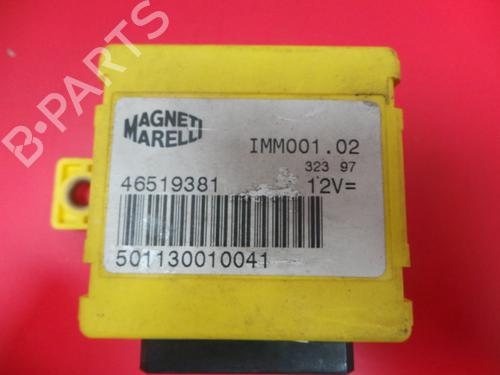 B-PARTS
MAGNETI
MARELLI
IMM001.02
323 97
46519381
12V=
501130010041